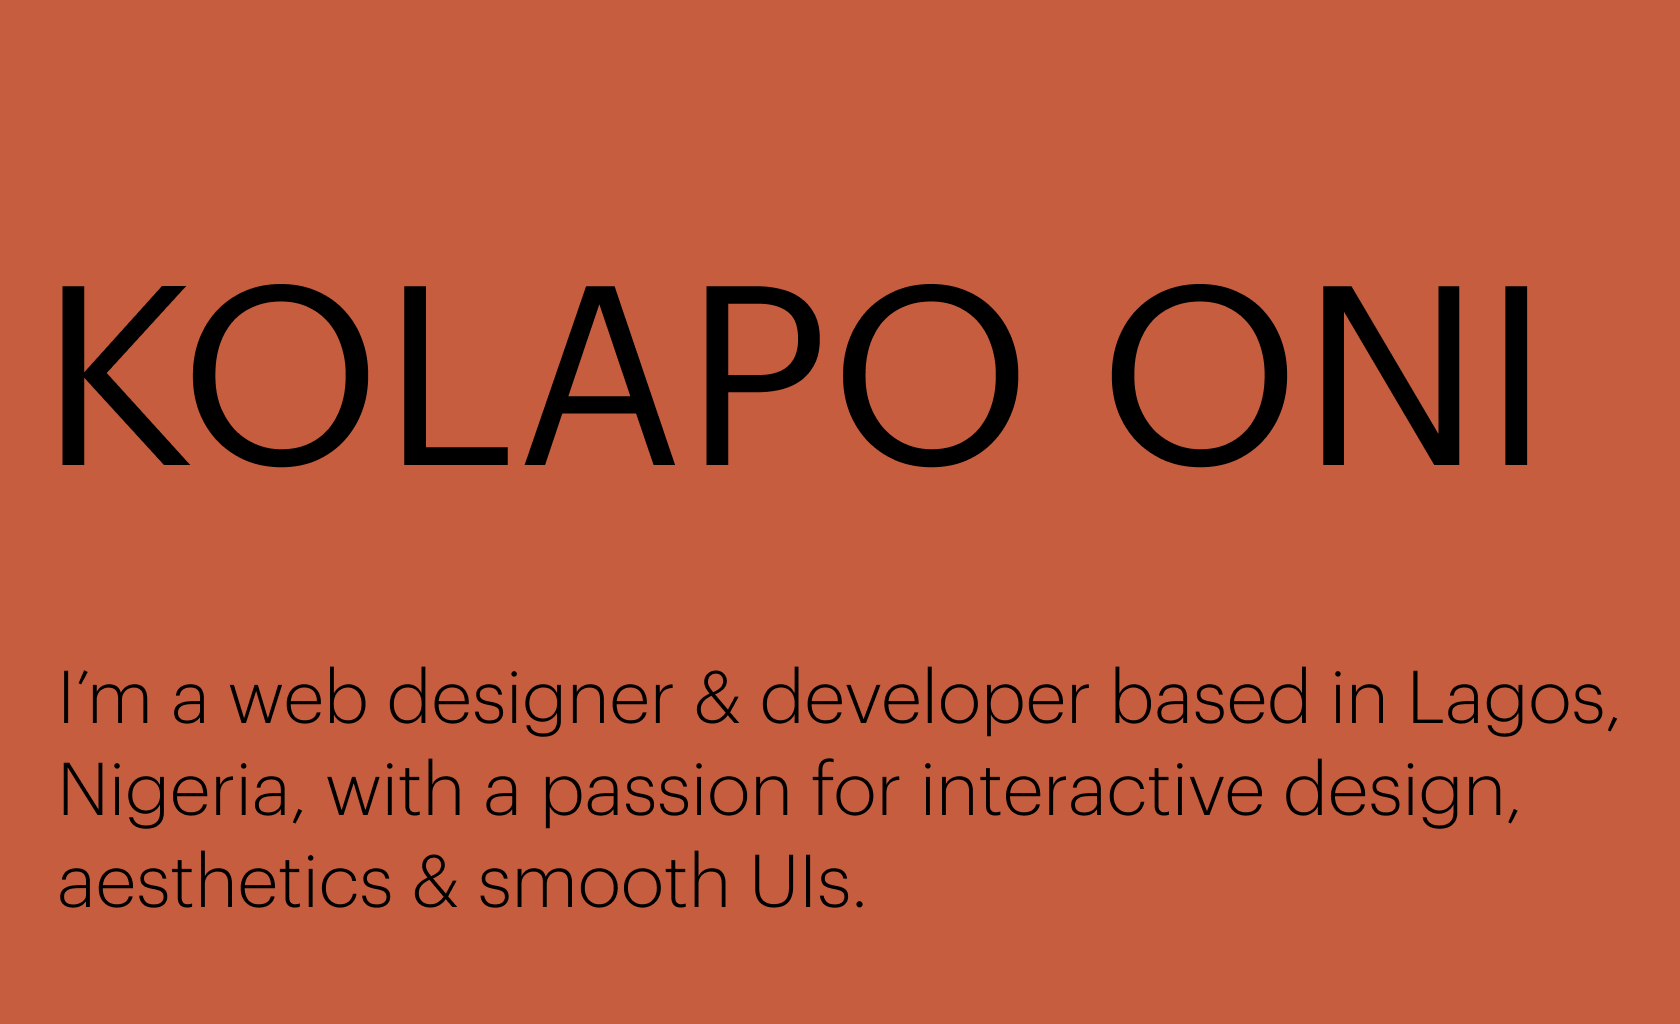 KOLAPO ONI
I’m a web designer & developer based in Lagos,
Nigeria, with a passion for interactive design,
aesthetics & smooth UIs.